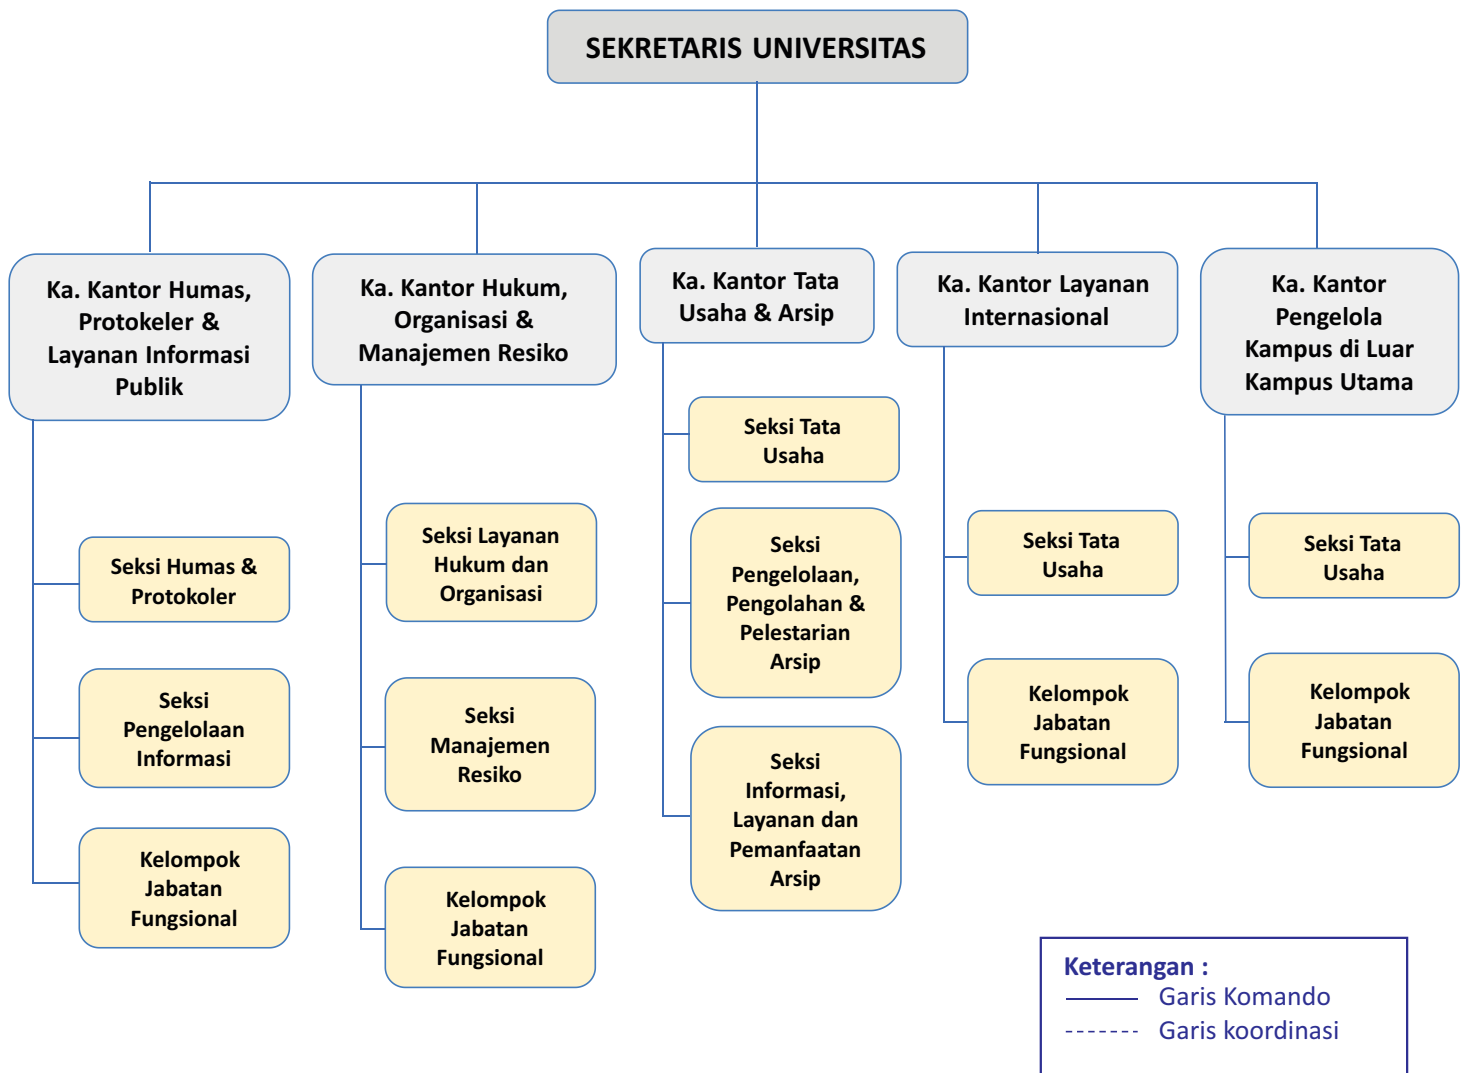 SEKRETARIS UNIVERSITAS
Ka. Kantor Humas,
Protokeler &
Layanan Informasi
Publik
Seksi Humas &
Protokoler
Seksi
Pengelolaan
Informasi
Kelompok
Jabatan
Fungsional
Ka. Kantor Hukum,
Organisasi &
Manajemen Resiko
Seksi Layanan
Hukum dan
Organisasi
Seksi
Manajemen
Resiko
Kelompok
Jabatan
Fungsional
Ka. Kantor Tata
Usaha & Arsip
Seksi Tata
Usaha
Seksi
Pengelolaan,
Pengolahan &
Pelestarian
Arsip
Seksi
Informasi,
Layanan dan
Pemanfaatan
Arsip
Ka. Kantor Layanan
Internasional
Seksi Tata
Usaha
Kelompok
Jabatan
Fungsional
Ka. Kantor
Pengelola
Kampus di Luar
Kampus Utama
Seksi Tata
Usaha
Kelompok
Jabatan
Fungsional
Keterangan :
Garis Komando
Garis koordinasi